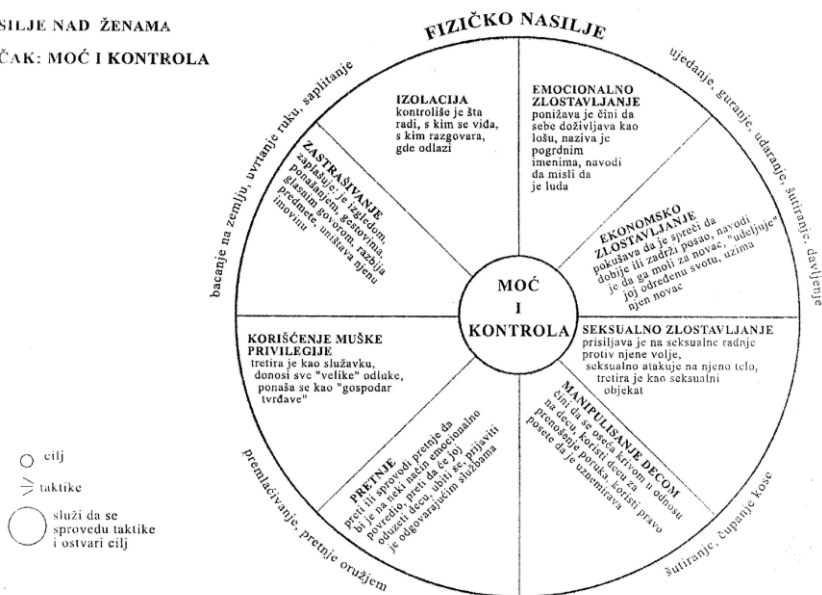 SILJE NAD ŽENAMA
ČAK: MOĆ I KONTROLA
FIZIČKO NASILJE
bacanje na zemlju, uvrtanje ruku, saplitanje
ujedanje, guranje, udaranje, šutiranje, davljenje
IZOLACIJA
kontroliše je šta
radi, s kim se viđa,
s kim razgovara,
gde odlazi
EMOCIONALNO
ZLOSTAVLJANJE
ponižava je čini da
sebe doživljava kao
lošu, naziva je
pogrdnim
imenima, navodi
da misli da
je luda
ZASTRAŠIVANJE
zaplašuje: je izgledom,
ponašanjem, gestovima,
glasnim govorom, razbija
predmete, uništava njenu
imovinu
EKONOMSKO
ZLOSTAVLJANJE
pokušava da je spreči da
dobije ili zadrži posao, navodi
je da ga moli za novac, "udeljuje"
joj određenu svotu, uzima
njen novac
MOĆ
I
KONTROLA
KORIŠĆENJE MUŠKE
PRIVILEGIJE
tretira je kao služavku,
donosi sve "velike" odluke,
ponaša se kao "gospodar
tvrđave"
SEKSUALNO ZLOSTAVLJANJE
prisiljava je na seksualne radnje
protiv njene volje,
seksualno atakuje na njeno telo,
tretira je kao seksualni
objekat
PRETNJE
preti ili sprovodi pretnje da
bi je na neki način emocionalno
povredio, preti da će joj
oduzeti decu, ubiti se, prijaviti
je odgovarajućim službama
MANIPULISANJE DECOM
čini da se oseća krivom u odnosu
na decu, koristi decu za
prenošenje poruka, koristi pravo
posete da je uznemirava
premlaćivanje, pretnje oružjem
šutiranje, čupanje kose
cilj
taktike
služi da se
sprovedu taktike
i ostvari cilj